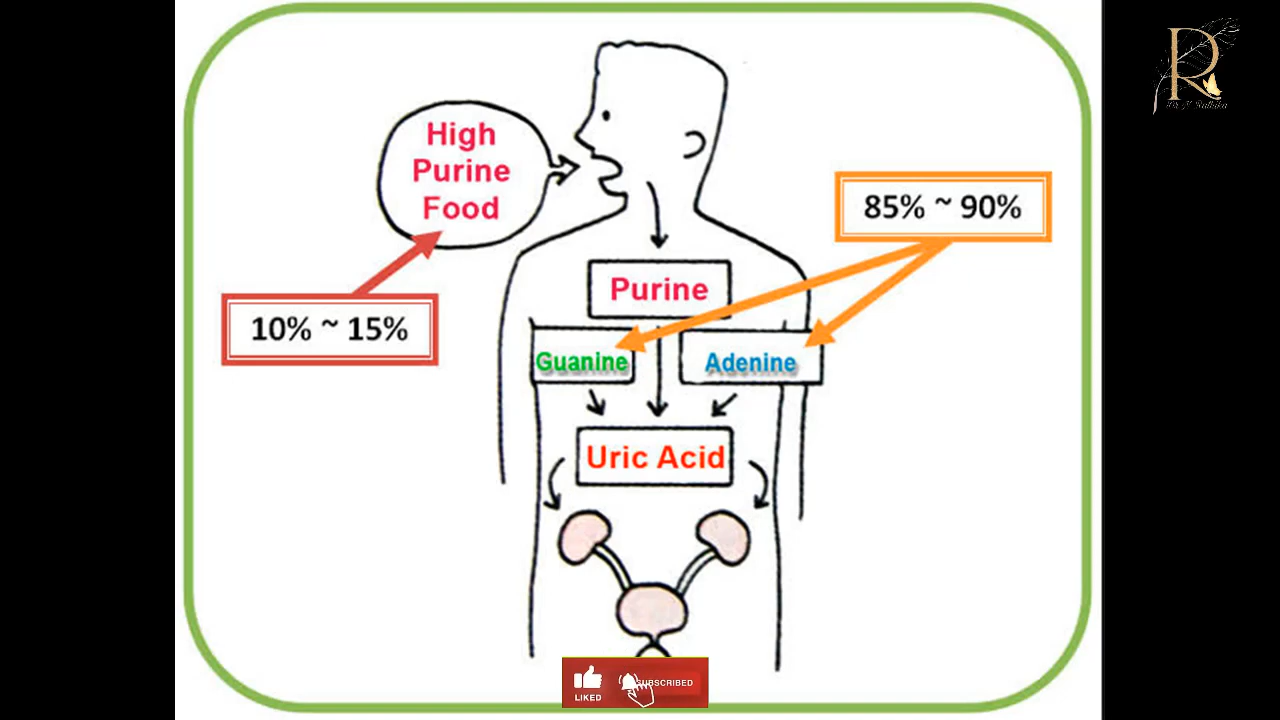 High
Purine
Food
85% ~ 90%
Purine
10% ~ 15%
Guanine
Adenine
Uric Acid
LIKED
SUBSCRIBED
R